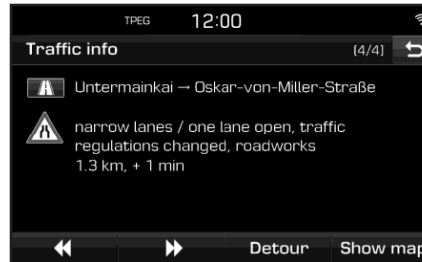 TPEG 12:00
Traffic info (4/4)
Untermainkai → Oskar-von-Miller-Straße
narrow lanes / one lane open, traffic
regulations changed, roadworks
1.3 km, + 1 min
Detour Show map